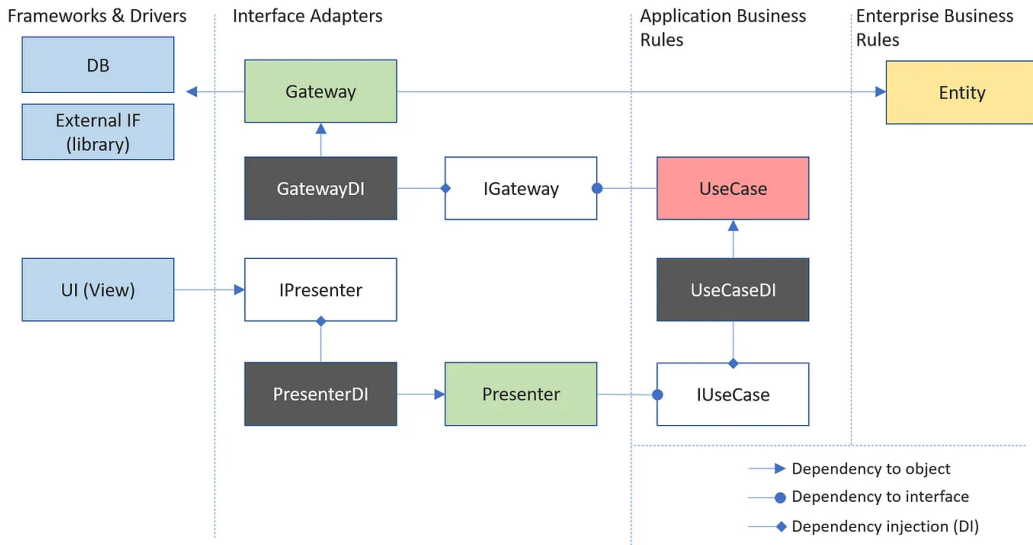 Frameworks & Drivers
Interface Adapters
Application Business
Rules
Enterprise Business
Rules
DB
External IF
(library)
Gateway
Entity
GatewayDI
IGateway
UseCase
UI (View)
IPresenter
UseCaseDI
PresenterDI
Presenter
IUseCase
Dependency to object
Dependency to interface
Dependency injection (DI)